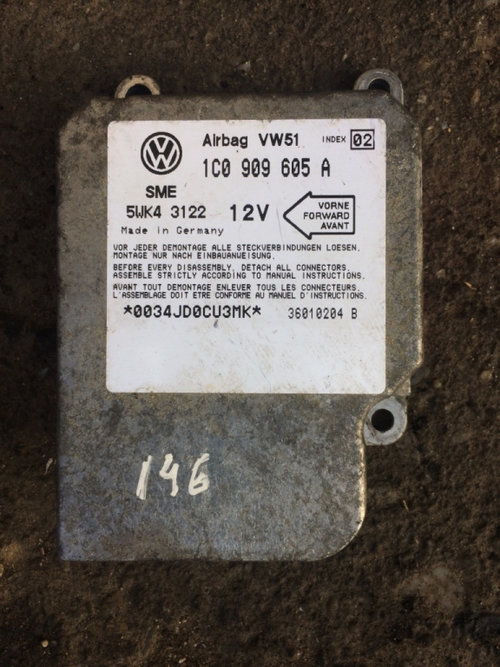 Airbag VW51 INDEX 02
1C0 909 605 A
SME
5WK4 3122 12V
VORNE
FORWARD
AVANT
Made in Germany
VOR JEDER DEMONTAGE ALLE STECKVERBINDUNGEN LOESEN.
MONTAGE NUR NACH EINBAUANWEISUNG.
BEFORE EVERY DISASSEMBLY, DETACH ALL CONNECTORS.
ASSEMBLE STRICTLY ACCORDING TO MANUAL INSTRUCTIONS.
AVANT TOUT DEMONTAGE ENLEVER TOUS LES CONNECTEURS.
L'ASSEMBLAGE DOIT ETRE CONFORME AU MANUEL D'INSTRUCTIONS.
*0034JD0CU3MK* 36010204 B
146